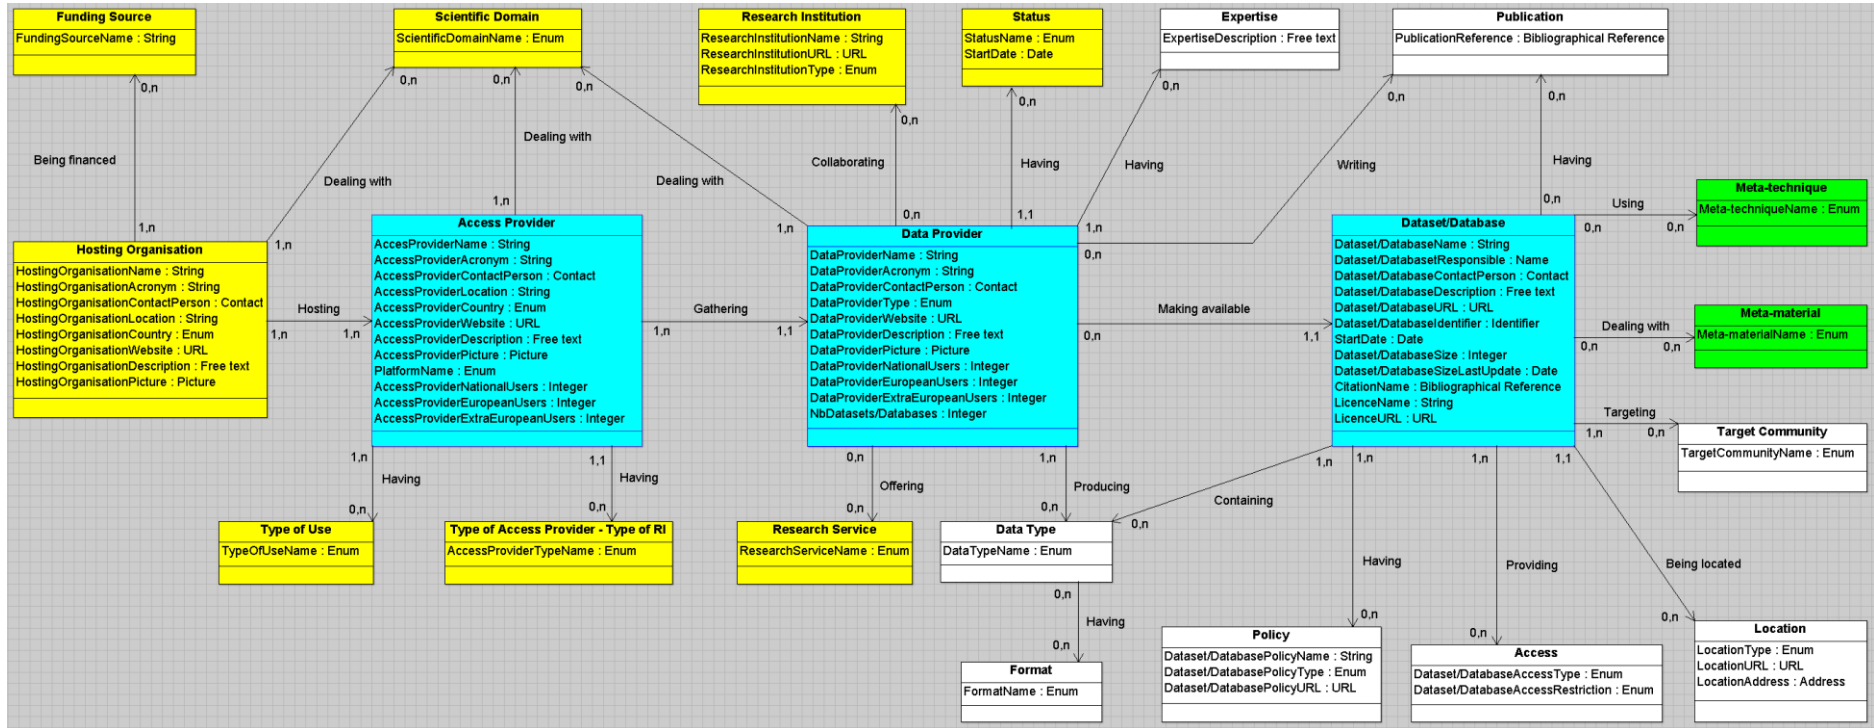 Funding Source
FundingSourceName : String
Scientific Domain
ScientificDomainName : Enum
Research Institution
ResearchInstitutionName : String
ResearchInstitutionURL : URL
ResearchInstitutionType : Enum
Status
StatusName : Enum
StartDate : Date
Expertise
ExpertiseDescription : Free text
Publication
PublicationReference : Bibliographical Reference
0,n
0,n
0,n
0,n
0,n
0,n
0,n
0,n
0,n
Being financed
Dealing with
Dealing with
Dealing with
Collaborating
Having
Having
Writing
Having
1,n
1,n
1,n
1,n
0,n
1,1
1,n
0,n
0,n
Hosting Organisation
HostingOrganisationName : String
HostingOrganisationAcronym : String
HostingOrganisationContactPerson : Contact
HostingOrganisationLocation : String
HostingOrganisationCountry : Enum
HostingOrganisationWebsite : URL
HostingOrganisationDescription : Free text
HostingOrganisationPicture : Picture
Hosting
1,n
1,n
Access Provider
AccesProviderName : String
AccessProviderAcronym : String
AccessProviderContactPerson : Contact
AccessProviderLocation : String
AccessProviderCountry : Enum
AccessProviderWebsite : URL
AccessProviderDescription : Free text
AccessProviderPicture : Picture
PlatformName : Enum
AccessProviderNationalUsers : Integer
AccessProviderEuropeanUsers : Integer
AccessProviderExtraEuropeanUsers : Integer
Gathering
1,n
1,1
Data Provider
DataProviderName : String
DataProviderAcronym : String
DataProviderContactPerson : Contact
DataProviderType : Enum
DataProviderWebsite : URL
DataProviderDescription : Free text
DataProviderPicture : Picture
DataProviderNationalUsers : Integer
DataProviderEuropeanUsers : Integer
DataProviderExtraEuropeanUsers : Integer
NbDatasets/Databases : Integer
Making available
0,n
1,1
Dataset/Database
Dataset/DatabaseName : String
Dataset/DatabasetResponsible : Name
Dataset/DatabaseContactPerson : Contact
Dataset/DatabaseDescription : Free text
Dataset/DatabaseURL : URL
Dataset/DatabaseIdentifier : Identifier
StartDate : Date
Dataset/DatabaseSize : Integer
Dataset/DatabaseSizeLastUpdate : Date
CitationName : Bibliographical Reference
LicenceName : String
LicenceURL : URL
Using
0,n
0,n
Meta-technique
Meta-techniqueName : Enum
Dealing with
0,n
0,n
Meta-material
Meta-materialName : Enum
Targeting
1,n
0,n
Target Community
TargetCommunityName : Enum
1,n
Having
0,n
1,1
Having
0,n
0,n
Offering
0,n
1,n
Producing
0,n
1,n
Containing
0,n
1,n
Having
0,n
1,n
Providing
0,n
1,1
Being located
0,n
Type of Use
TypeOfUseName : Enum
Type of Access Provider - Type of RI
AccessProviderTypeName : Enum
Research Service
ResearchServiceName : Enum
Data Type
DataTypeName : Enum
0,n
Having
0,n
Format
FormatName : Enum
Policy
Dataset/DatabasePolicyName : String
Dataset/DatabasePolicyType : Enum
Dataset/DatabasePolicyURL : URL
Access
Dataset/DatabaseAccessType : Enum
Dataset/DatabaseAccessRestriction : Enum
Location
LocationType : Enum
LocationURL : URL
LocationAddress : Address